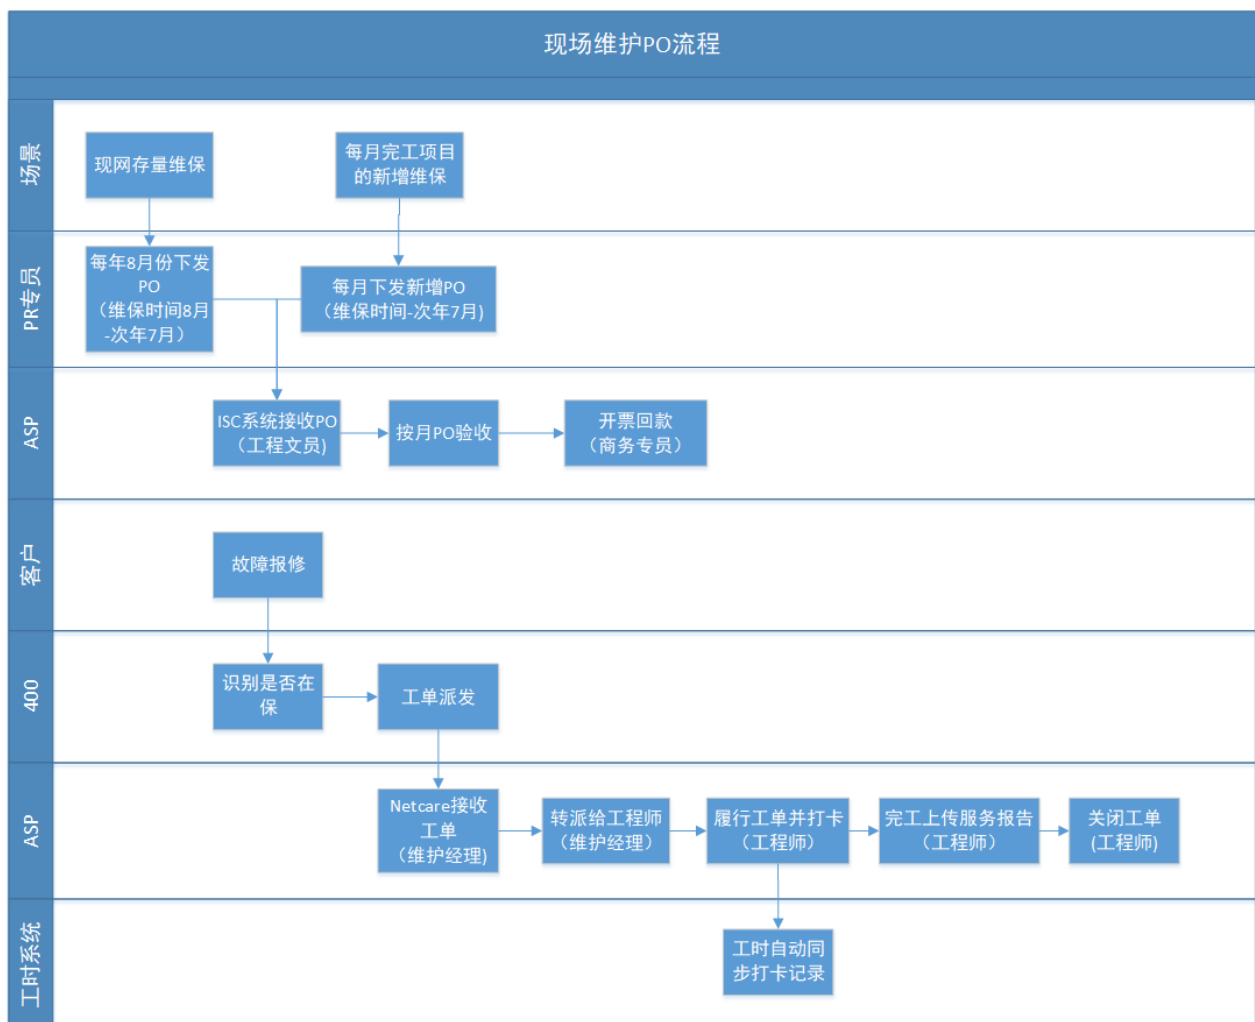 现场维护PO流程
场景
现网存量维保
每月完工项目
的新增维保
PR专员
每年8月份下发
PO
（维保时间8月
-次年7月）
每月下发新增PO
（维保时间-次年7月)
ASP
ISC系统接收PO
（工程文员)
按月PO验收
开票回款
（商务专员）
客户
故障报修
400
识别是否在
保
工单派发
ASP
Netcare接收
工单
（维护经理)
转派给工程师
（维护经理）
履行工单并打卡
（工程师）
完工上传服务报告
（工程师）
关闭工单
(工程师)
工时系统
工时自动同
步打卡记录